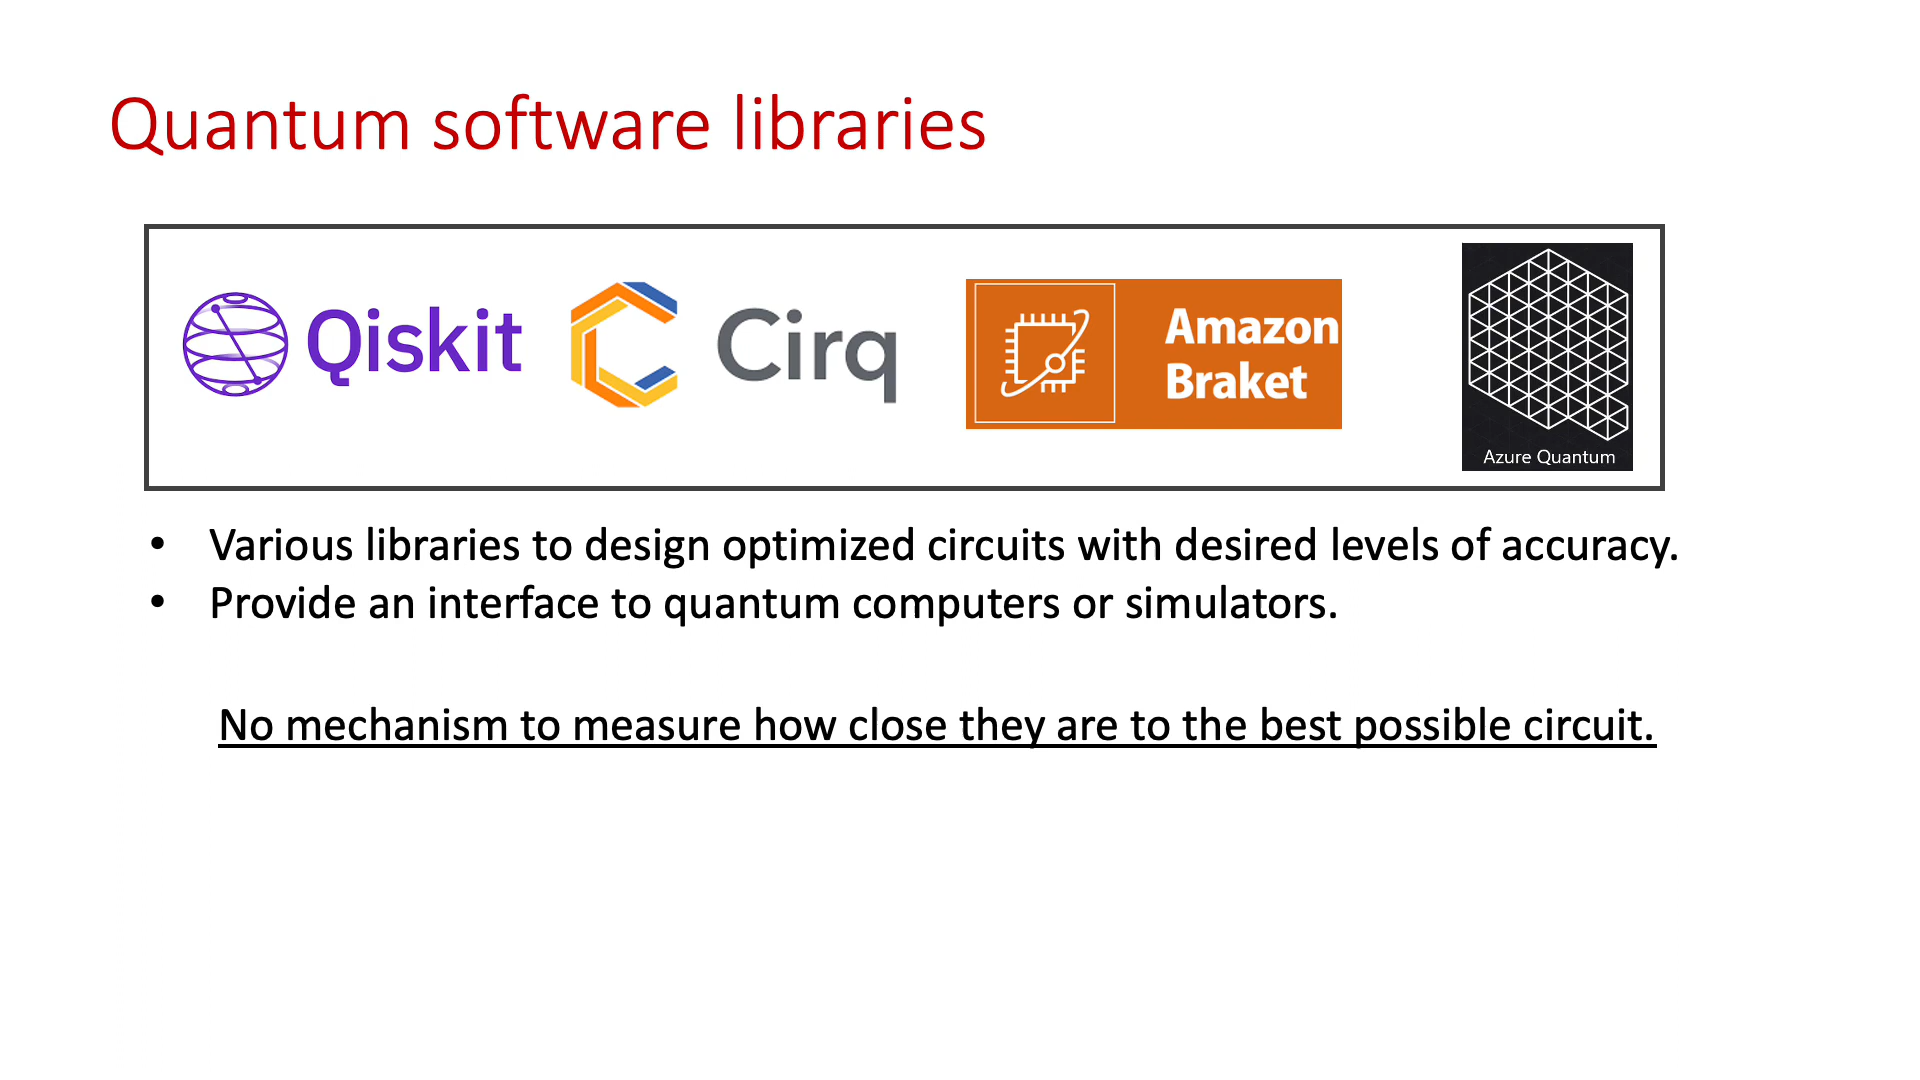 Quantum software libraries
Qiskit
Cirq
Amazon
Braket
Azure Quantum
• Various libraries to design optimized circuits with desired levels of accuracy.
• Provide an interface to quantum computers or simulators.
No mechanism to measure how close they are to the best possible circuit.